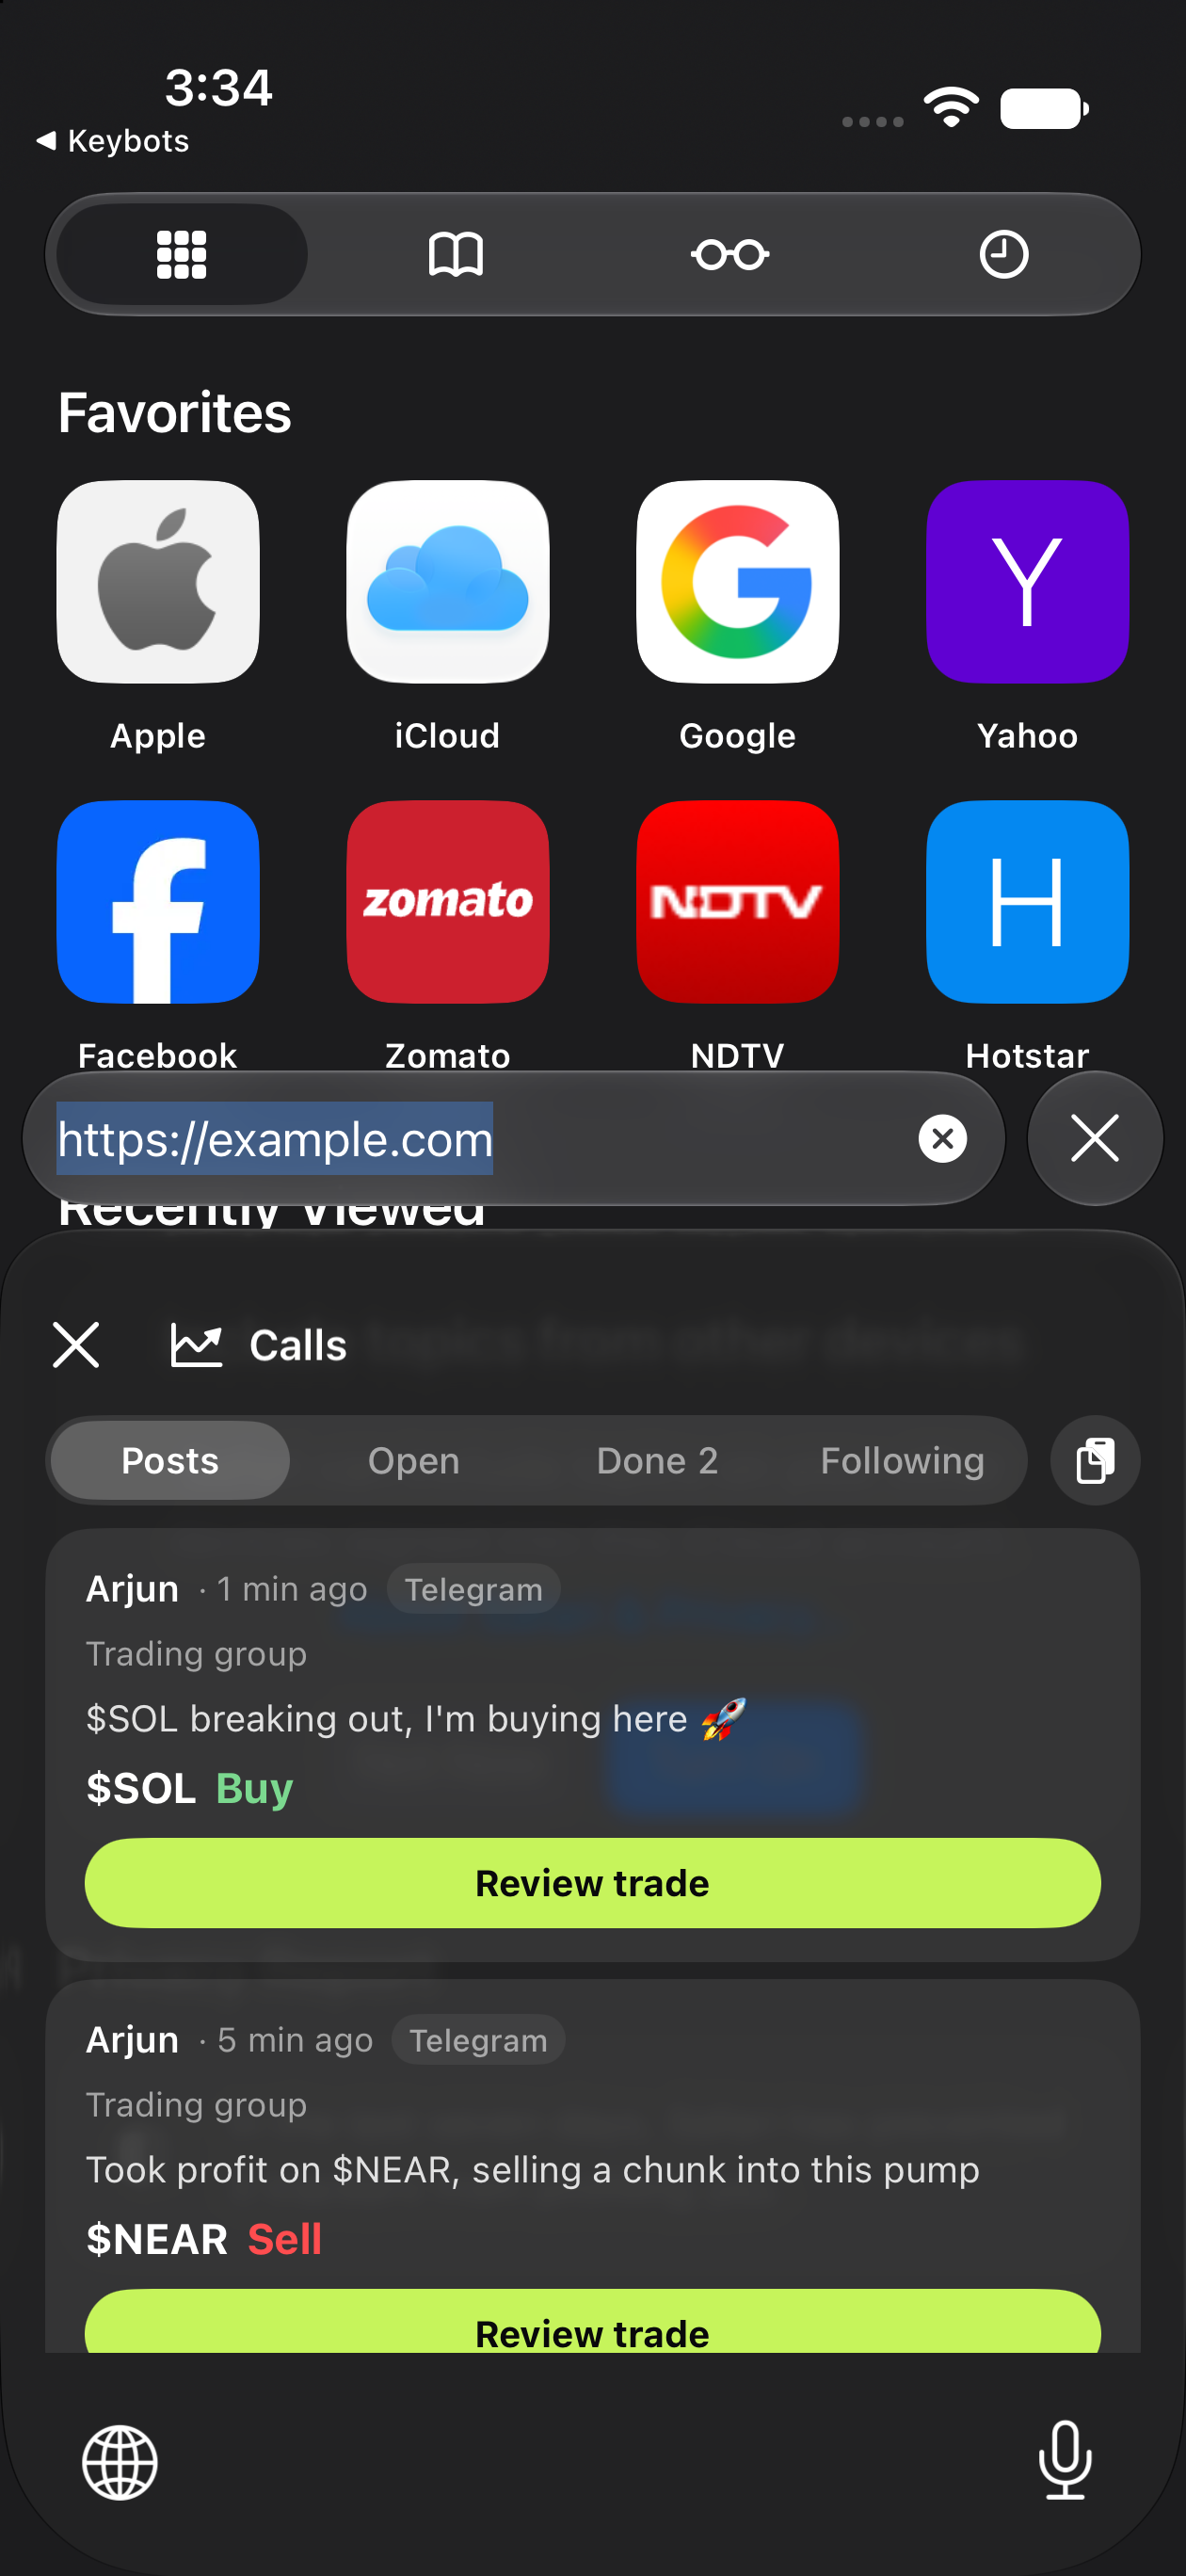 3:34
Keybots
Favorites
Apple iCloud Google Yahoo
zomato NDTV H
Facebook Zomato NDTV Hotstar
https://example.com
Recently Viewed
Calls
Posts Open Done 2 Following
Arjun · 1 min ago Telegram
Trading group
$SOL breaking out, I'm buying here 🚀
$SOL Buy
Review trade
Arjun · 5 min ago Telegram
Trading group
Took profit on $NEAR, selling a chunk into this pump
$NEAR Sell
Review trade